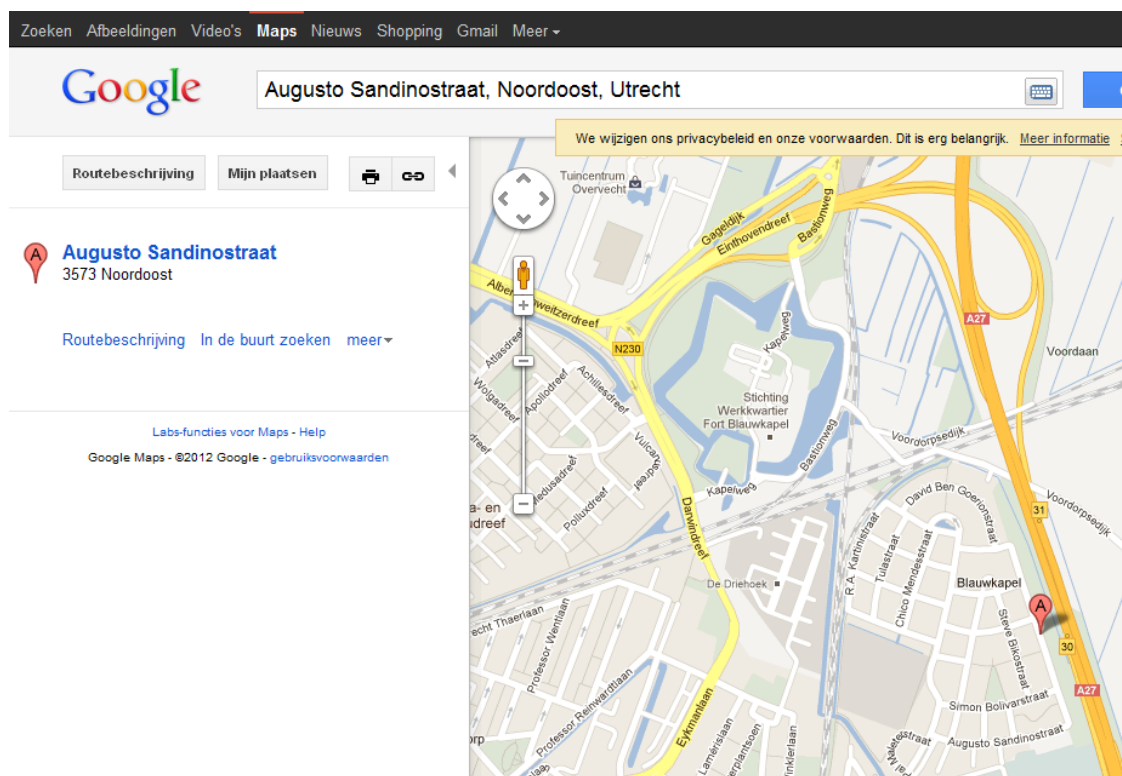 Zoeken Afbeeldingen Video's Maps Nieuws Shopping Gmail Meer
Google
Augusto Sandinostraat, Noordoost, Utrecht
We wijzigen ons privacybeleid en onze voorwaarden. Dit is erg belangrijk. Meer informatie
Routebeschrijving Mijn plaatsen
A
Augusto Sandinostraat
3573 Noordoost
Routebeschrijving In de buurt zoeken meer
Labs-functies voor Maps - Help
Google Maps - ©2012 Google - gebruiksvoorwaarden
Tuincentrum
Overvecht
Gageldijk
Einthovendreef
Bastionweg
A27
Voordaan
N230
Kapelweg
Atlasdreef
Wolgadreef
Apollodreef
Achillesdreef
Stichting
Werkkwartier
Fort Blauwkapel
Bastionweg
Voordorpsedijk
Polluxdreef
Kapelweg
Darwindreef
David Ben Goerionstraat
31
Voordorpsedijk
R.A. Kartinistraat
Tulastraat
Chico Mendesstraat
De Driehoek
Blauwkapel
A
Steve Bikostraat
30
A27
Professor Wentlaan
Professor Reinwardtlaan
Simon Bolivarstraat
Augusto Sandinostraat
Eykmanlaan
Lamérislaan